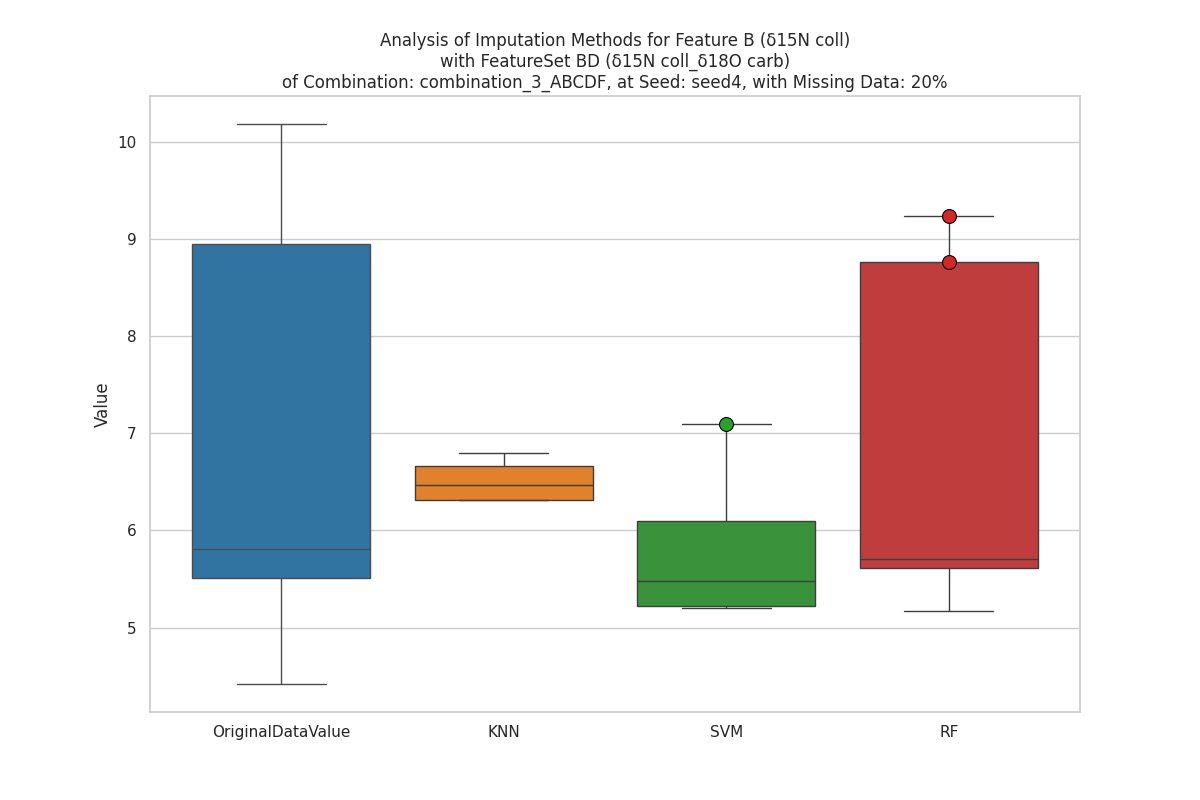 Analysis of Imputation Methods for Feature B (δ15N coll)
with FeatureSet BD (δ15N coll_δ18O carb)
of Combination: combination_3_ABCDF, at Seed: seed4, with Missing Data: 20%
10
9
8
7
6
5
Value
OriginalDataValue
KNN
SVM
RF